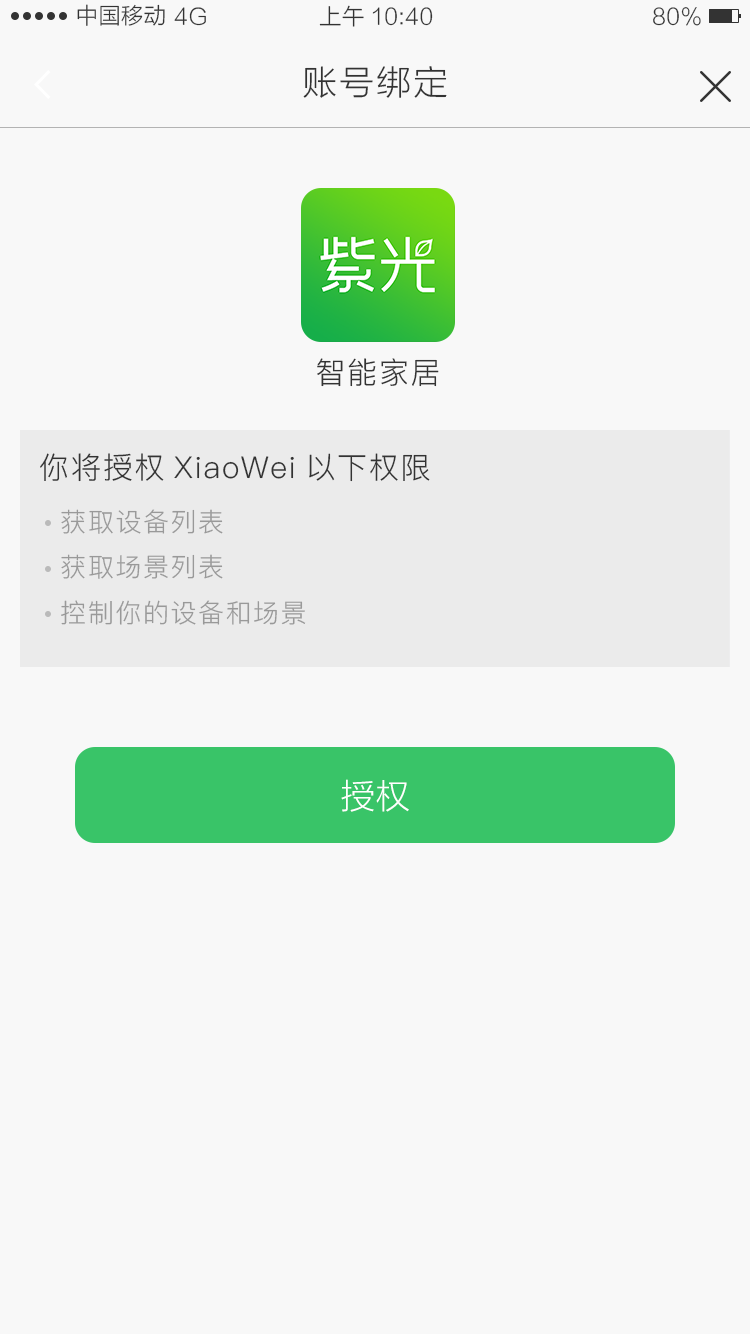 中国移动 4G 上午 10:40 80%
账号绑定
紫光
智能家居
你将授权 XiaoWei 以下权限
• 获取设备列表
• 获取场景列表
• 控制你的设备和场景
授权